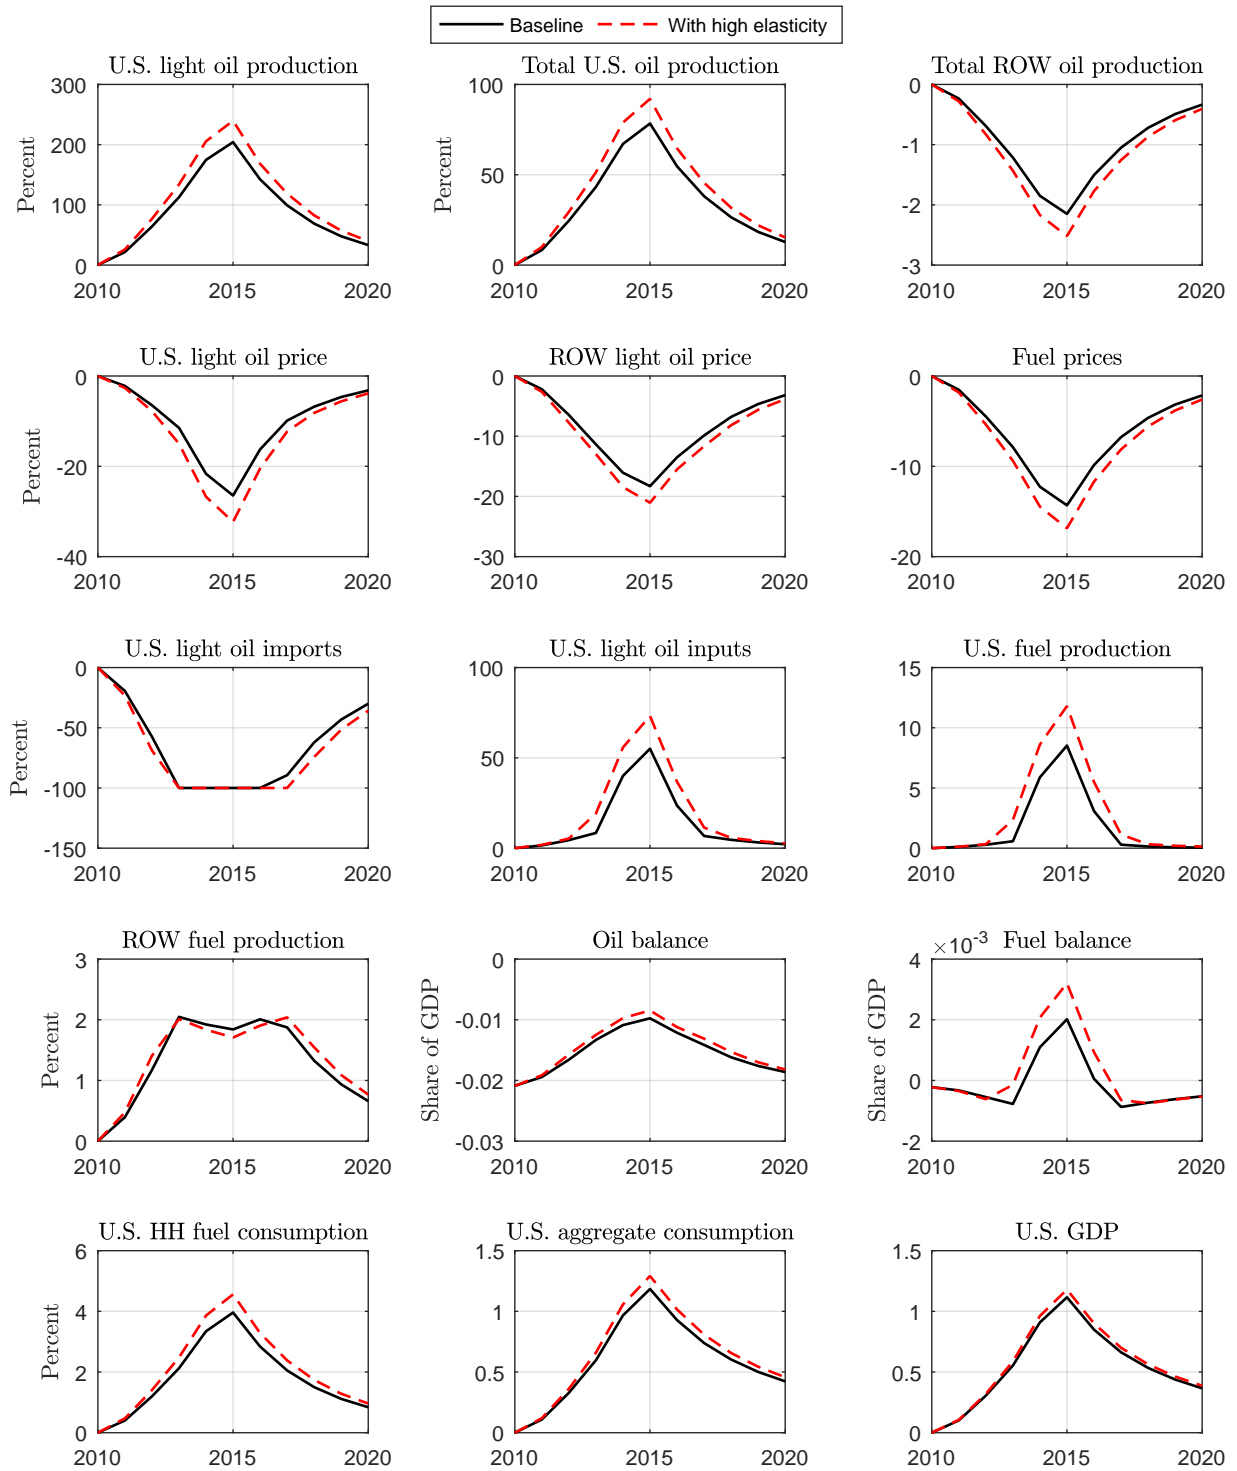 Baseline With high elasticity
U.S. light oil production
Total U.S. oil production
Total ROW oil production
300
200
100
0
Percent
2010 2015 2020
100
50
0
Percent
2010 2015 2020
0
-1
-2
-3
2010 2015 2020
U.S. light oil price
ROW light oil price
Fuel prices
0
-20
-40
Percent
2010 2015 2020
0
-10
-20
-30
2010 2015 2020
0
-10
-20
2010 2015 2020
U.S. light oil imports
U.S. light oil inputs
U.S. fuel production
0
-50
-100
-150
Percent
2010 2015 2020
100
50
0
2010 2015 2020
15
10
5
0
2010 2015 2020
ROW fuel production
Oil balance
×10-3 Fuel balance
3
2
1
0
Percent
2010 2015 2020
0
-0.01
-0.02
-0.03
Share of GDP
2010 2015 2020
4
2
0
-2
Share of GDP
2010 2015 2020
U.S. HH fuel consumption
U.S. aggregate consumption
U.S. GDP
6
4
2
0
Percent
2010 2015 2020
1.5
1
0.5
0
2010 2015 2020
1.5
1
0.5
0
2010 2015 2020